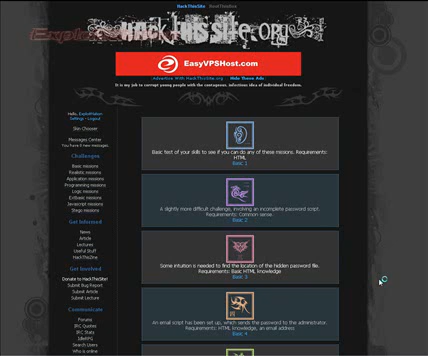 HackThisSite
HackThisSite.org
EasyVPSHost.com
Advertise With HackThisSite.org Hide These Ads
It is my job to corrupt young people with the contagious, infectious idea of individual freedom.
Settings - Logout
Skin Chooser
Messages Center
You have 0 new messages.
Challenges
Basic missions
Realistic missions
Application missions
Programming missions
Logic missions
Extbasic missions
Javascript missions
Stego missions
Get Informed
News
Article
Lectures
Useful Stuff
HackThisZine
Get Involved
Donate to HackThisSite!
Submit Bug Report
Submit Article
Submit Lecture
Communicate
Forums
IRC Quotes
IRC Stats
IdleRPG
Search Users
Who is online
Basic test of your skills to see if you can do any of these missions. Requirements:
HTML
Basic 1
A slightly more difficult challenge, involving an incomplete password script.
Requirements: Common sense.
Basic 2
Some intuition is needed to find the location of the hidden password file.
Requirements: Basic HTML knowledge
Basic 3
An email script has been set up, which sends the password to the administrator.
Requirements: HTML knowledge, an email address
Basic 4